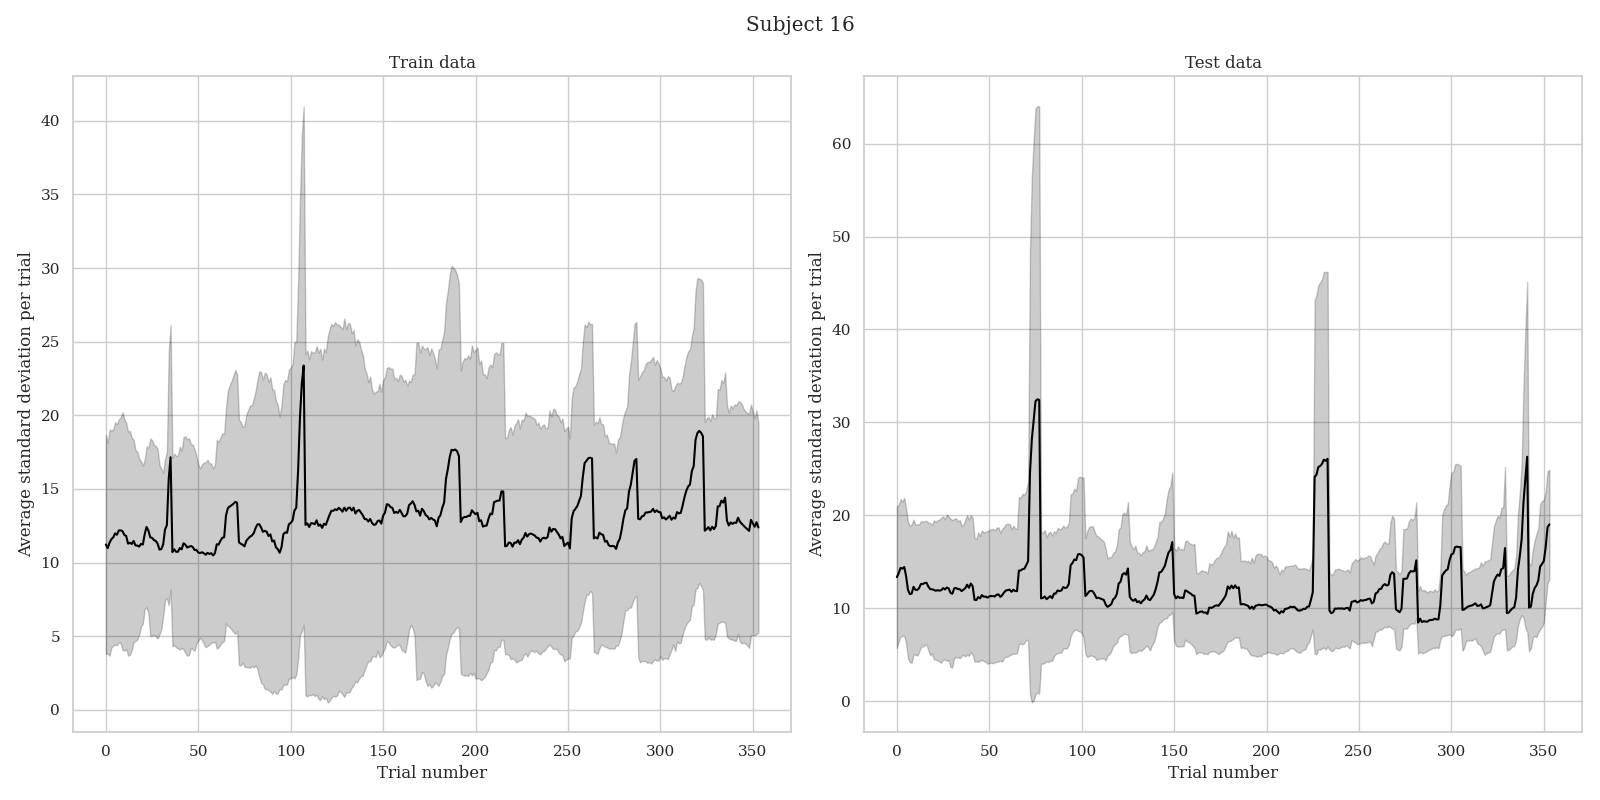 Subject 16
Train data
Average standard deviation per trial
40
35
30
25
20
15
10
5
0
0 50 100 150 200 250 300 350
Trial number
Test data
Average standard deviation per trial
60
50
40
30
20
10
0
0 50 100 150 200 250 300 350
Trial number